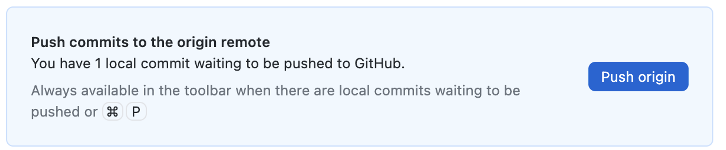 Push commits to the origin remote
You have 1 local commit waiting to be pushed to GitHub.
Push origin
Always available in the toolbar when there are local commits waiting to be
pushed or ⌘ P